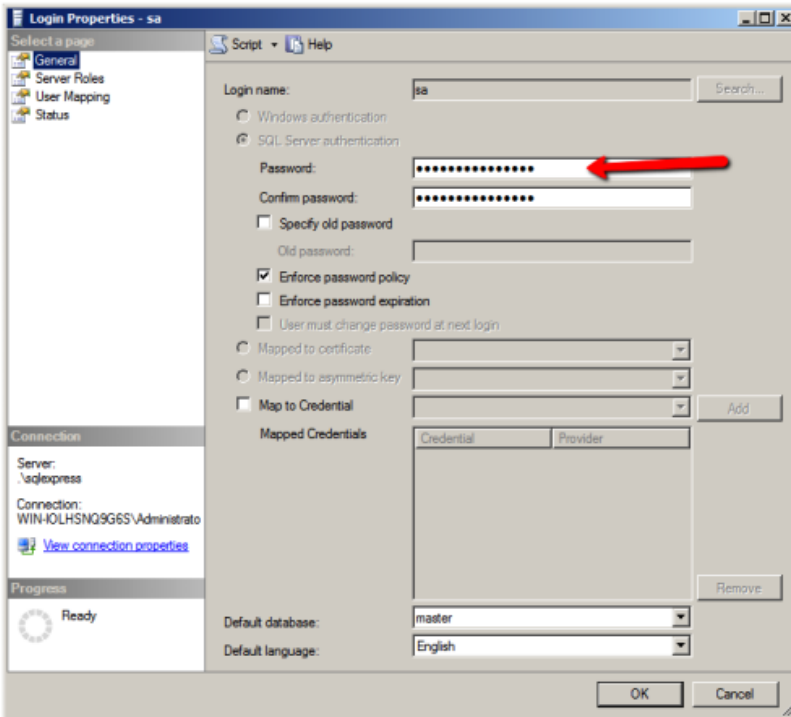 Login Properties - sa
Select a page
General
Server Roles
User Mapping
Status
Script Help
Login name: sa Search...
Windows authentication
SQL Server authentication
Password: ●●●●●●●●●●●●●●●
Confirm password: ●●●●●●●●●●●●●●●
Specify old password
Old password:
Enforce password policy
Enforce password expiration
User must change password at next login
Mapped to certificate
Mapped to asymmetric key
Map to Credential Add
Mapped Credentials Credential Provider
Remove
Default database: master
Default language: English
Connection
Server:
.\sqlexpress
Connection:
WIN-IOLHSNQ9G6S\Administrato
View connection properties
Progress
Ready
OK Cancel